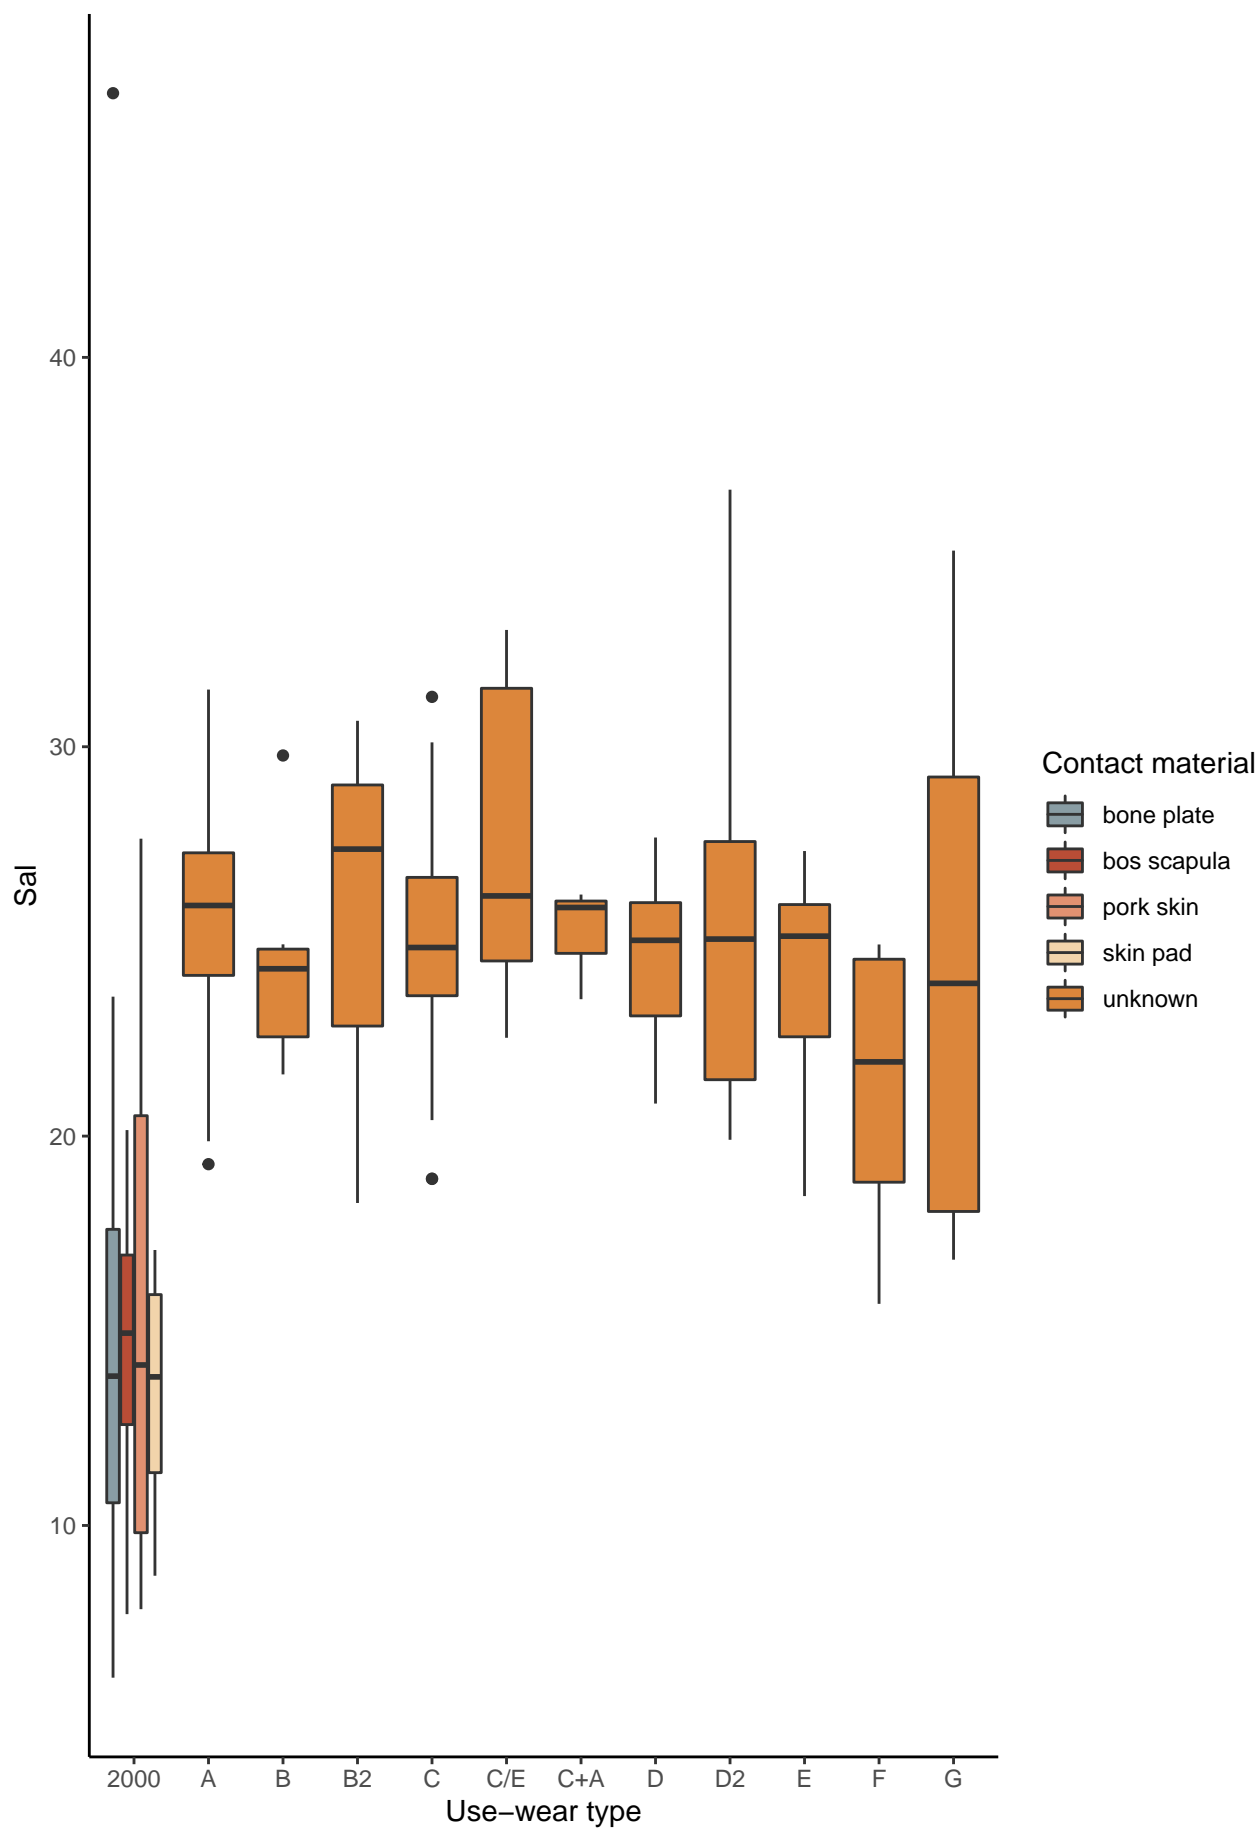 40
30
20
10
Sal
2000 A B B2 C C/E C+A D D2 E F G
Use−wear type
Contact material
bone plate
bos scapula
pork skin
skin pad
unknown